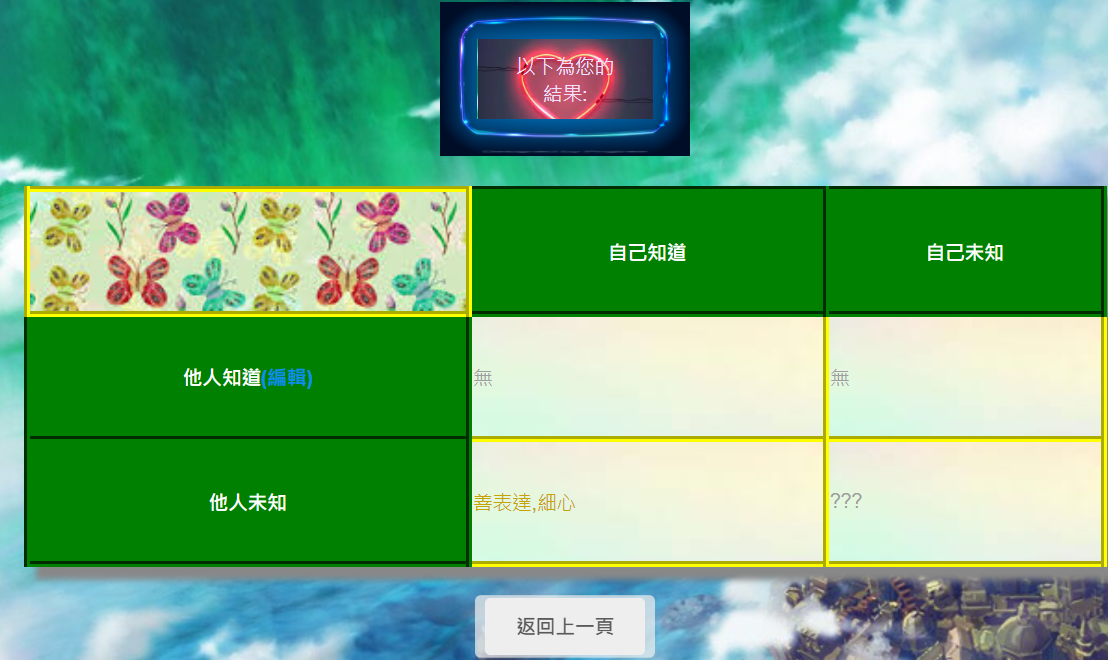 以下為您的
結果:
自己知道 自己未知
他人知道(編輯) 無 無
他人未知 善表達,細心 ???
返回上一頁